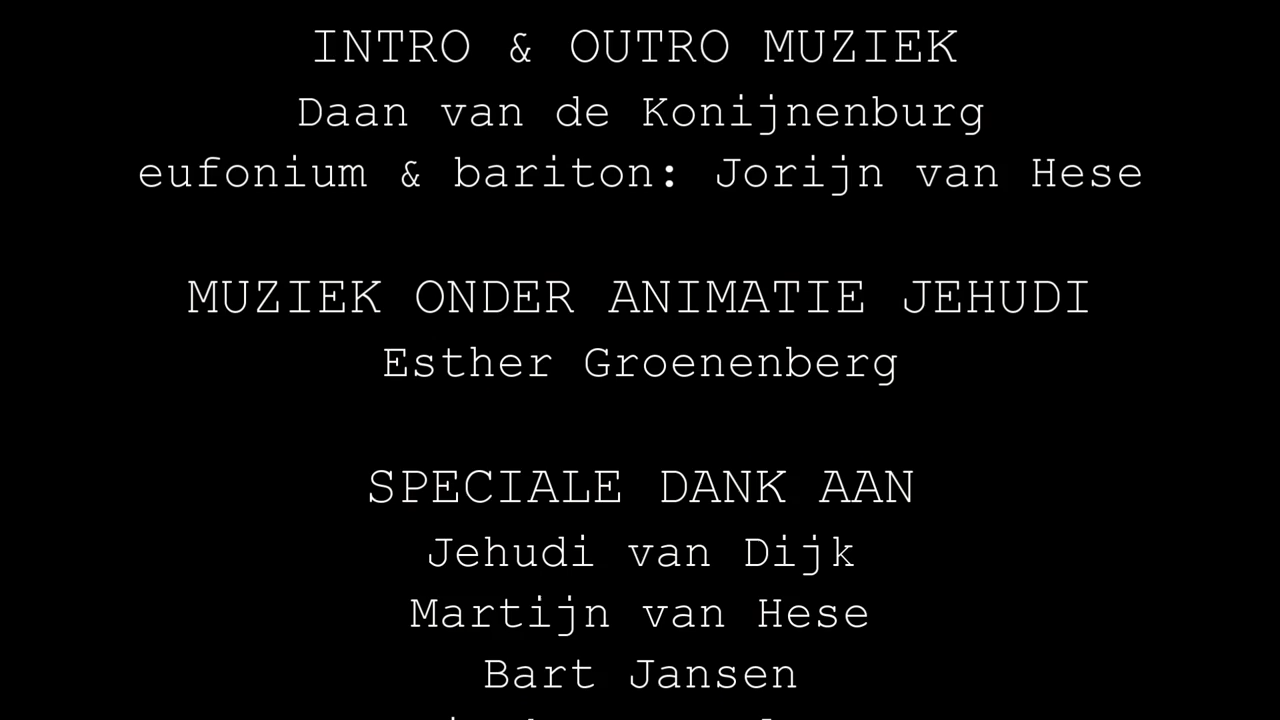 INTRO & OUTRO MUZIEK
Daan van de Konijnenburg
eufonium & bariton: Jorijn van Hese
MUZIEK ONDER ANIMATIE JEHUDI
Esther Groenenberg
SPECIALE DANK AAN
Jehudi van Dijk
Martijn van Hese
Bart Jansen